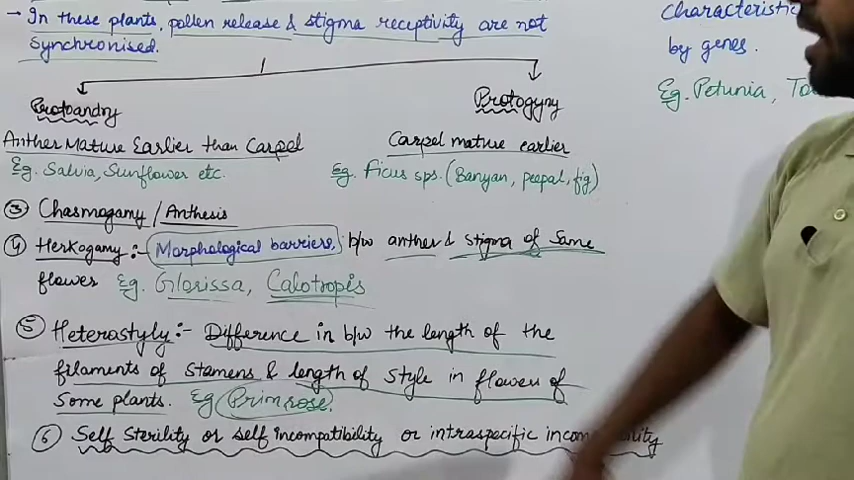 → In these plants, pollen release & stigma receptivity are not
synchronised.
Protoandry
Anther Mature Earlier than Carpel
Eg. Salvia, Sunflower etc.
Protogyny
Carpel mature earlier
Eg. Ficus sps. (Banyan, peepal, fig)
③ Chasmogamy / Anthesis
④ Herkogamy :- Morphological barriers, b/w anther & stigma of Same
flower Eg. Glorissa, Calotropis
⑤ Heterostyly :- Difference in b/w the length of the
filaments of Stamens & length of Style in flower of
Some plants. Eg Primrose.
⑥ Self Sterility or self Incompatibility or intraspecific
Characteristic
by genes.
Eg. Petunia,